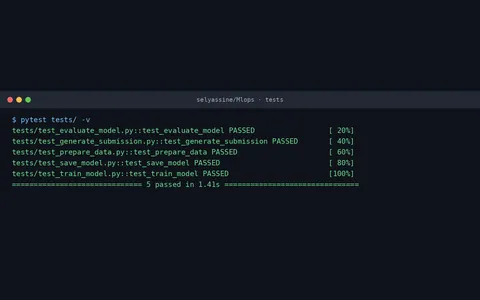 selyassine/Mlops - tests
$ pytest tests/ -v
tests/test_evaluate_model.py::test_evaluate_model PASSED [ 20%]
tests/test_generate_submission.py::test_generate_submission PASSED [ 40%]
tests/test_prepare_data.py::test_prepare_data PASSED [ 60%]
tests/test_save_model.py::test_save_model PASSED [ 80%]
tests/test_train_model.py::test_train_model PASSED [100%]
============================== 5 passed in 1.41s ===============================